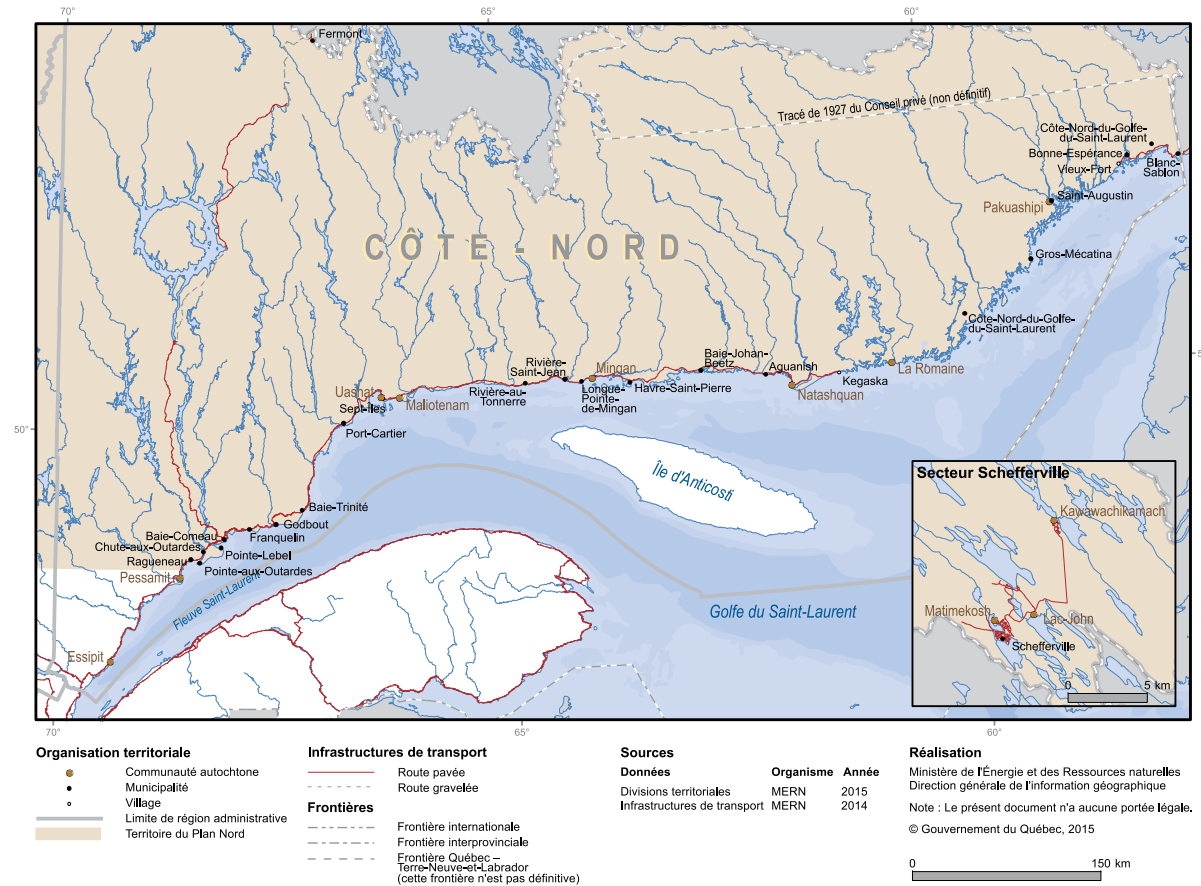 70°
65°
60°
Fermont
Tracé de 1927 du Conseil privé (non définitif)
Côte-Nord-du-Golfe-
du-Saint-Laurent
Bonne-Espérance
Vieux-Fort
Blanc-
Sablon
Saint-Augustin
Pakuashipi
CÔTE - NORD
Gros-Mécatina
Côte-Nord-du-Golfe-
du-Saint-Laurent
Baie-Johan-
Beetz
Aguanish
Rivière-
Saint-Jean
Mingan
La Romaine
Kegaska
Natashquan
Havre-Saint-Pierre
Longue-
Pointe-
de-Mingan
Rivière-au-
Tonnerre
Uashat
Maliotenam
Sept-Îles
Port-Cartier
50°
Île d'Anticosti
Baie-Trinité
Godbout
Franquelin
Baie-Comeau
Chute-aux-Outardes
Pointe-Lebel
Ragueneau
Pointe-aux-Outardes
Pessamit
Fleuve Saint-Laurent
Golfe du Saint-Laurent
Essipit
Secteur Schefferville
Kawawachikamach
Matimekosh
Lac-John
Schefferville
0 5 km
70°
65°
60°
Organisation territoriale
Communauté autochtone
Municipalité
Village
Limite de région administrative
Territoire du Plan Nord
Infrastructures de transport
Route pavée
Route gravelée
Frontières
Frontière internationale
Frontière interprovinciale
Frontière Québec –
Terre-Neuve-et-Labrador
(cette frontière n'est pas définitive)
Sources
Données Organisme Année
Divisions territoriales MERN 2015
Infrastructures de transport MERN 2014
Réalisation
Ministère de l'Énergie et des Ressources naturelles
Direction générale de l'information géographique
Note : Le présent document n'a aucune portée légale.
© Gouvernement du Québec, 2015
0 150 km